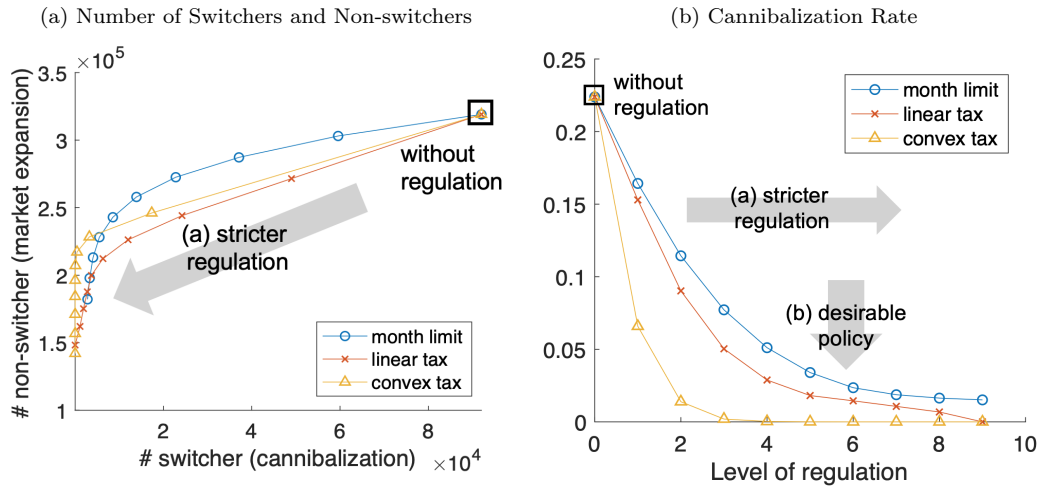 (a) Number of Switchers and Non-switchers
× 10^5
3.5
3
2.5
2
1.5
1
# non-switcher (market expansion)
without
regulation
(a) stricter
regulation
month limit
linear tax
convex tax
2
4
6
8
× 10^4
# switcher (cannibalization)
(b) Cannibalization Rate
0.25
0.2
0.15
0.1
0.05
0
without
regulation
month limit
linear tax
convex tax
(a) stricter
regulation
(b) desirable
policy
0
2
4
6
8
10
Level of regulation